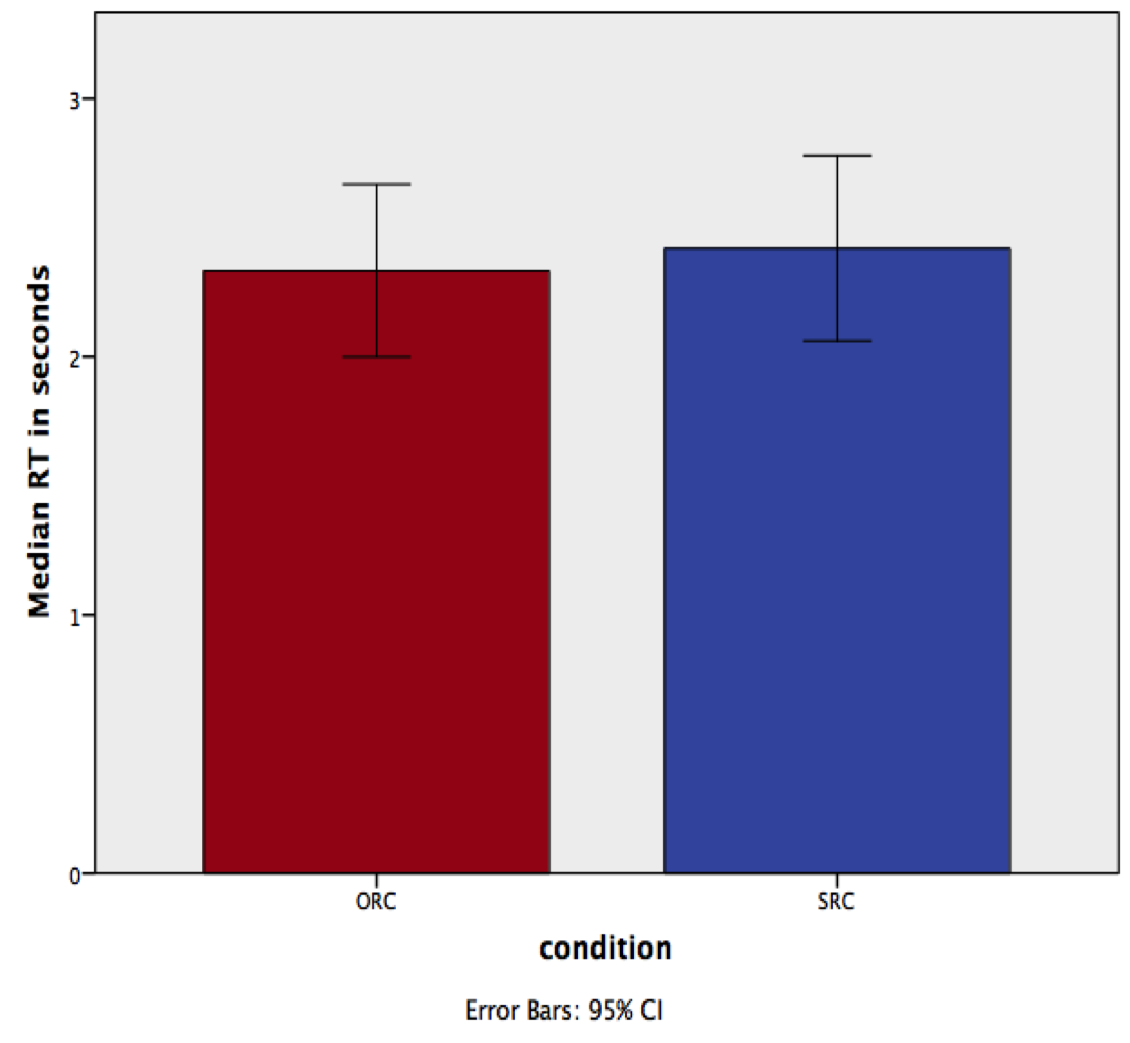 Median RT in seconds
3
2
1
0
ORC SRC
condition
Error Bars: 95% CI